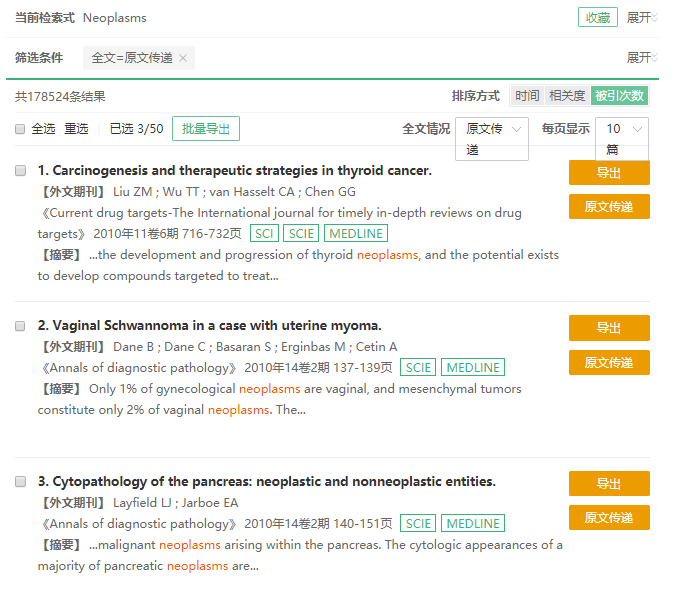 当前检索式 Neoplasms 收藏 展开
筛选条件 全文=原文传递 × 展开
共178524条结果 排序方式 时间 相关度 被引次数
全选 重选 已选 3/50 批量导出 全文情况 原文传递 每页显示 10篇
1. Carcinogenesis and therapeutic strategies in thyroid cancer. 导出
【外文期刊】 Liu ZM ; Wu TT ; van Hasselt CA ; Chen GG
《Current drug targets-The International journal for timely in-depth reviews on drug 原文传递
targets》 2010年11卷6期 716-732页 SCI SCIE MEDLINE
【摘要】 ...the development and progression of thyroid neoplasms, and the potential exists
to develop compounds targeted to treat...
2. Vaginal Schwannoma in a case with uterine myoma. 导出
【外文期刊】 Dane B ; Dane C ; Basaran S ; Erginbas M ; Cetin A
《Annals of diagnostic pathology》 2010年14卷2期 137-139页 SCIE MEDLINE 原文传递
【摘要】 Only 1% of gynecological neoplasms are vaginal, and mesenchymal tumors
constitute only 2% of vaginal neoplasms. The...
3. Cytopathology of the pancreas: neoplastic and nonneoplastic entities. 导出
【外文期刊】 Layfield LJ ; Jarboe EA
《Annals of diagnostic pathology》 2010年14卷2期 140-151页 SCIE MEDLINE 原文传递
【摘要】 ...malignant neoplasms arising within the pancreas. The cytologic appearances of a
majority of pancreatic neoplasms are...